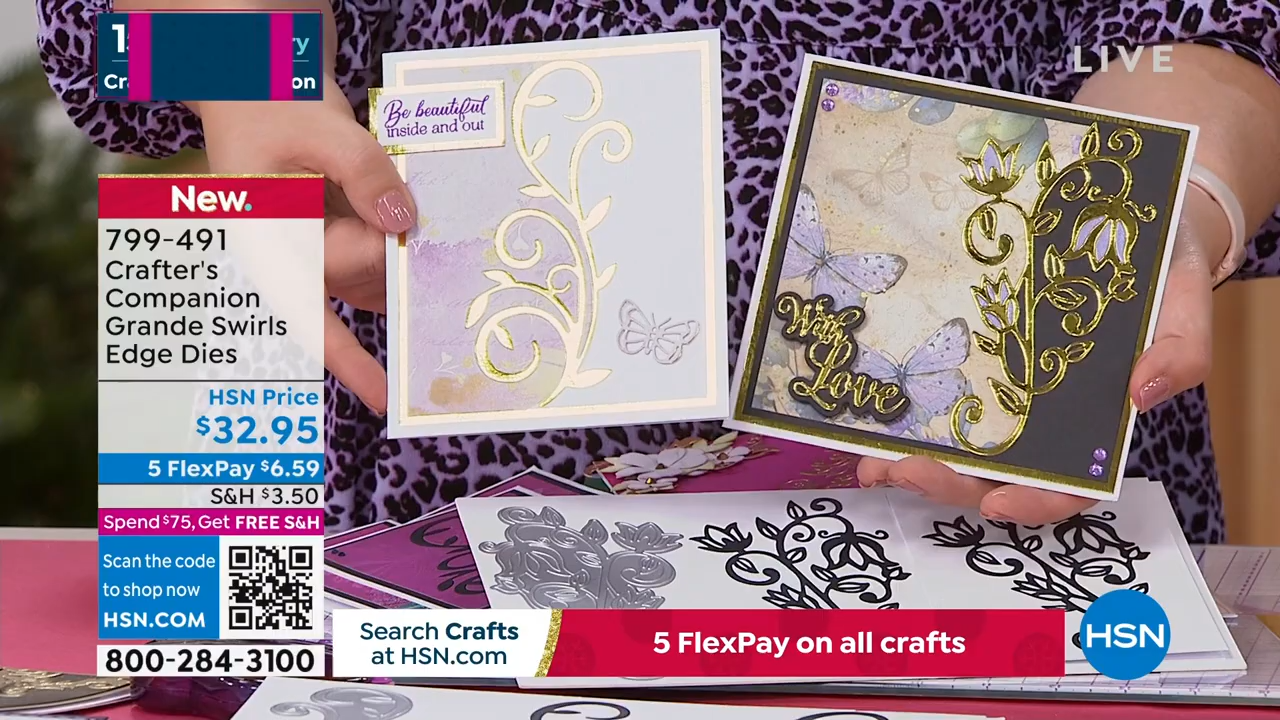 LIVE
Be beautiful
inside and out
With
Love
New.
799-491
Crafter's
Companion
Grande Swirls
Edge Dies
HSN Price
$32.95
5 FlexPay $6.59
S&H $3.50
Spend $75, Get FREE S&H
Scan the code
to shop now
HSN.COM
800-284-3100
Search Crafts
at HSN.com
5 FlexPay on all crafts
HSN